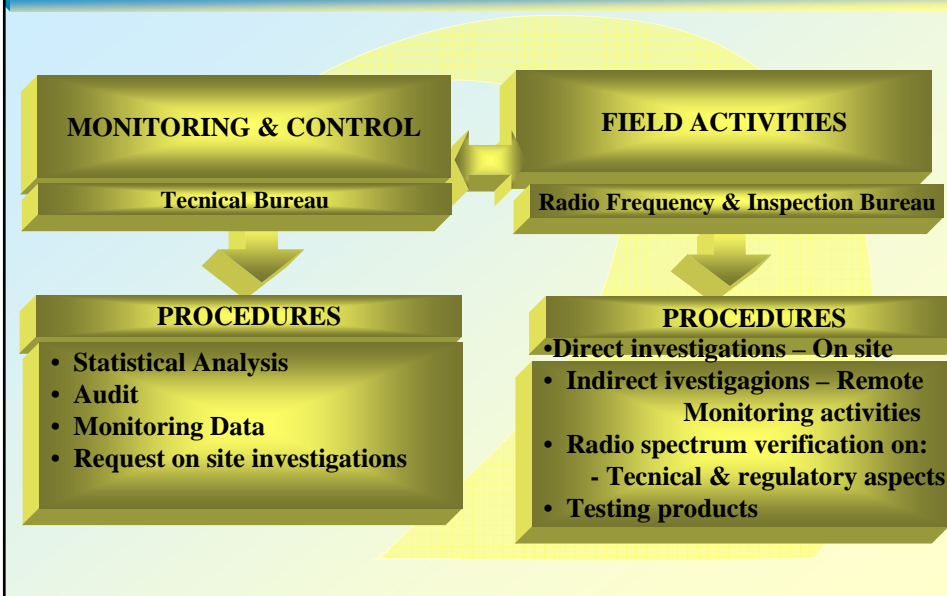 MONITORING & CONTROL
Tecnical Bureau
PROCEDURES
• Statistical Analysis
• Audit
• Monitoring Data
• Request on site investigations
FIELD ACTIVITIES
Radio Frequency & Inspection Bureau
PROCEDURES
•Direct investigations – On site
• Indirect ivestigagions – Remote
Monitoring activities
• Radio spectrum verification on:
- Tecnical & regulatory aspects
• Testing products